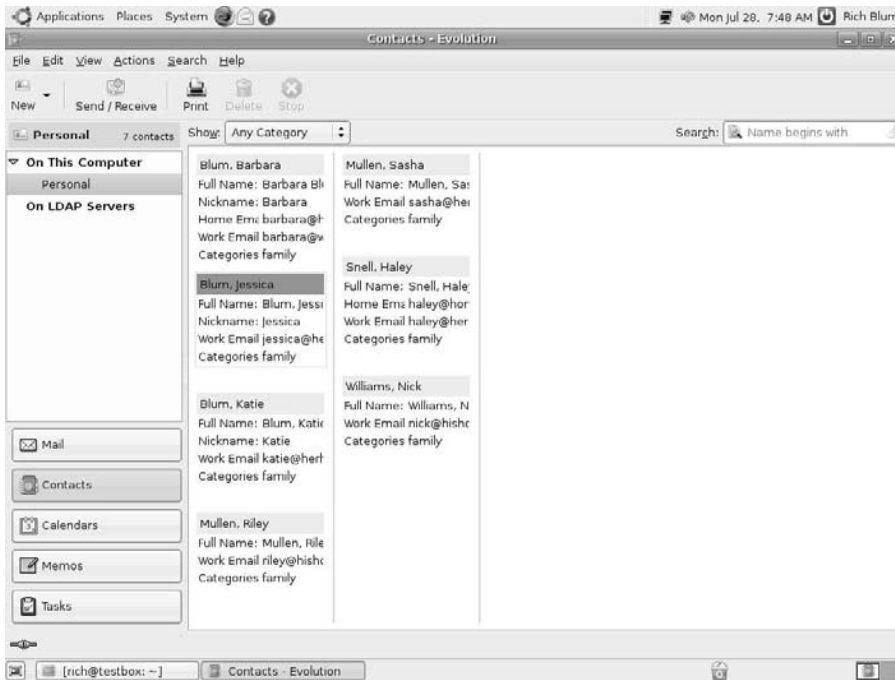 Applications Places System
Mon Jul 28, 7:48 AM
Rich Blum
Contacts - Evolution
File Edit View Actions Search Help
New
Send / Receive
Print
Delete
Stop
Personal
7 contacts
Show: Any Category
Search: Name begins with
On This Computer
Personal
On LDAP Servers
Mail
Contacts
Calendars
Memos
Tasks
Blum, Barbara
Full Name: Barbara Bl
Nickname: Barbara
Home Ema barbara@h
Work Email barbara@w
Categories family
Blum, Jessica
Full Name: Blum, Jessi
Nickname: Jessica
Work Email jessica@he
Categories family
Blum, Katie
Full Name: Blum, Katie
Nickname: Katie
Work Email katie@herh
Categories family
Mullen, Riley
Full Name: Mullen, Rile
Work Email riley@hisho
Categories family
Mullen, Sasha
Full Name: Mullen, Sas
Work Email sasha@her
Categories family
Snell, Haley
Full Name: Snell, Hale
Home Ema haley@hor
Work Email haley@her
Categories family
Williams, Nick
Full Name: Williams, N
Work Email nick@hisho
Categories family
[rich@testbox: ~]
Contacts - Evolution